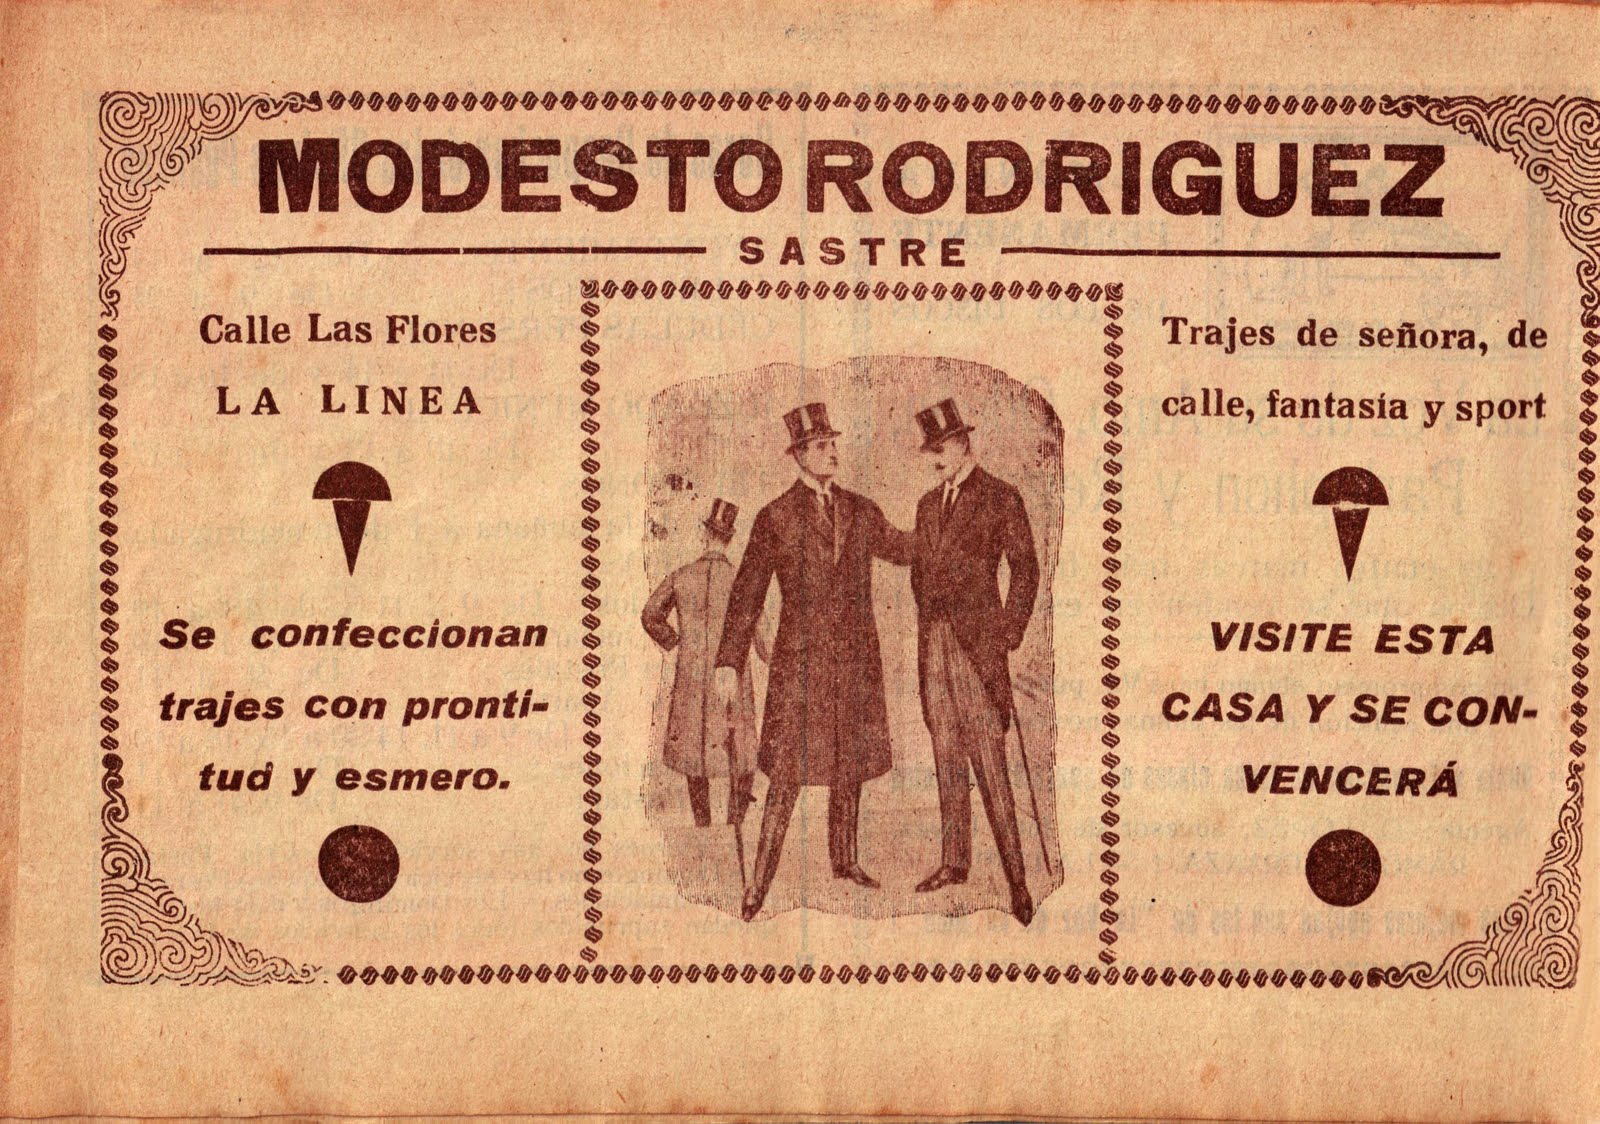 MODESTO RODRIGUEZ
SASTRE
Calle Las Flores
LA LINEA
Se confeccionan
trajes con pronti-
tud y esmero.
Trajes de señora, de
calle, fantasía y sport
VISITE ESTA
CASA Y SE CON-
VENCERÁ